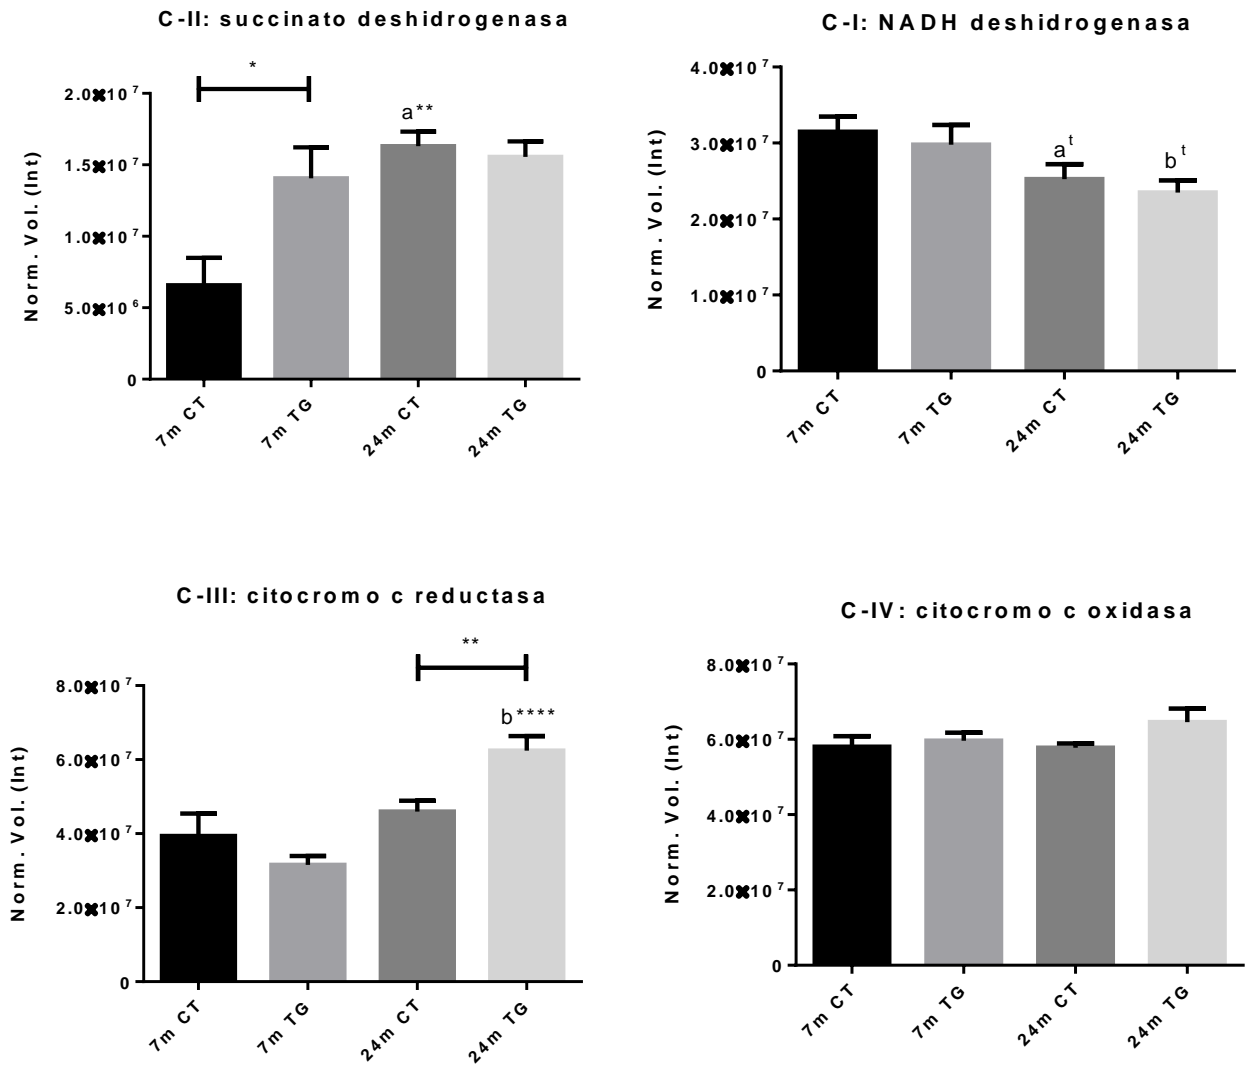 C-II: succinato deshidrogenasa
*
a**
2.0✖10⁷
1.5✖10⁷
1.0✖10⁷
5.0✖10⁶
0
Norm. Vol. (Int)
7m CT
7m TG
24m CT
24m TG
C-I: NADH deshidrogenasa
4.0✖10⁷
3.0✖10⁷
2.0✖10⁷
1.0✖10⁷
0
Norm. Vol. (Int)
aᵗ
bᵗ
7m CT
7m TG
24m CT
24m TG
C-III: citocromo c reductasa
**
b****
8.0✖10⁷
6.0✖10⁷
4.0✖10⁷
2.0✖10⁷
0
Norm. Vol. (Int)
7m CT
7m TG
24m CT
24m TG
C-IV: citocromo c oxidasa
8.0✖10⁷
6.0✖10⁷
4.0✖10⁷
2.0✖10⁷
0
Norm. Vol. (Int)
7m CT
7m TG
24m CT
24m TG